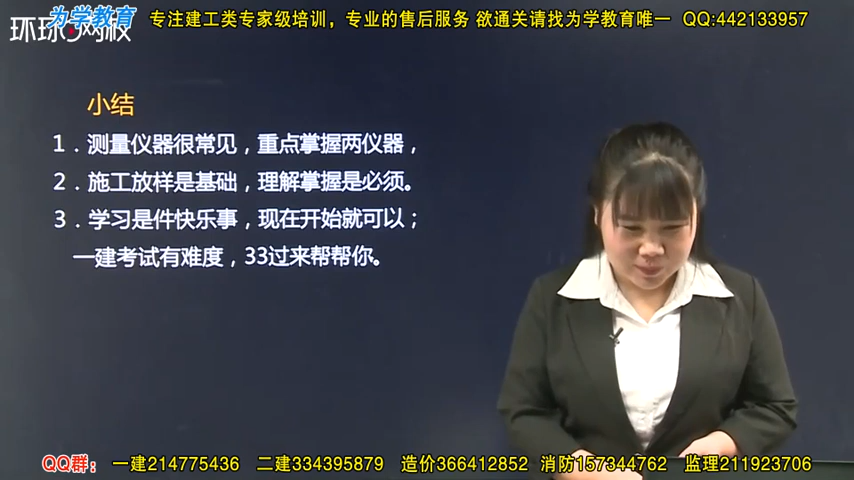 为学教育
环球网校
专注建工类专家级培训，专业的售后服务 欲通关请找为学教育唯一 QQ:442133957
小结
1．测量仪器很常见，重点掌握两仪器，
2．施工放样是基础，理解掌握是必须。
3．学习是件快乐事，现在开始就可以；
一建考试有难度，33过来帮帮你。
QQ群： 一建214775436 二建334395879 造价366412852 消防157344762 监理211923706